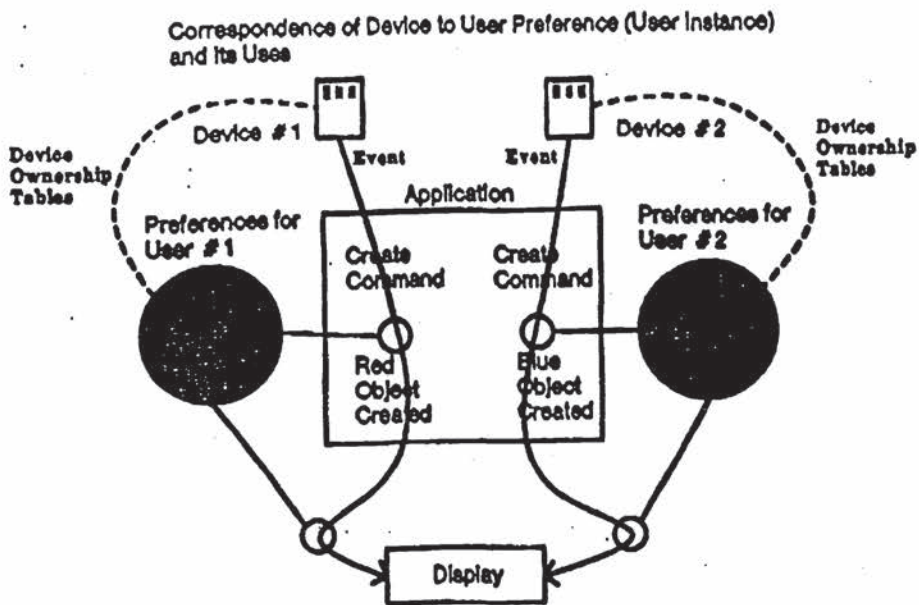 Correspondence of Device to User Preference (User Instance)
and its Uses
Device #1
Device #2
Event
Event
Device
Ownership
Tables
Device
Ownership
Tables
Application
Preferences for
User #1
Preferences for
User #2
Create
Command
Create
Command
Red
Object
Created
Blue
Object
Created
Display